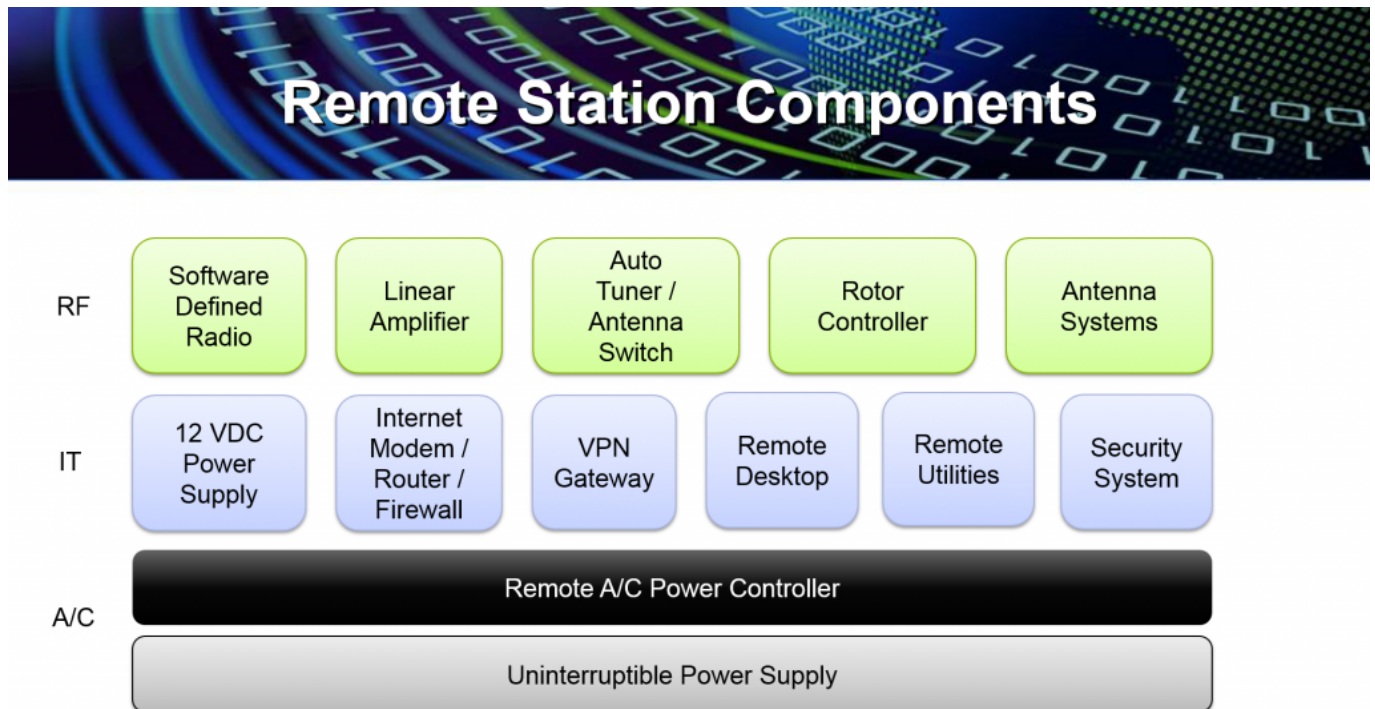 Remote Station Components
RF
Software
Defined
Radio
Linear
Amplifier
Auto
Tuner /
Antenna
Switch
Rotor
Controller
Antenna
Systems
IT
12 VDC
Power
Supply
Internet
Modem /
Router /
Firewall
VPN
Gateway
Remote
Desktop
Remote
Utilities
Security
System
A/C
Remote A/C Power Controller
Uninterruptible Power Supply